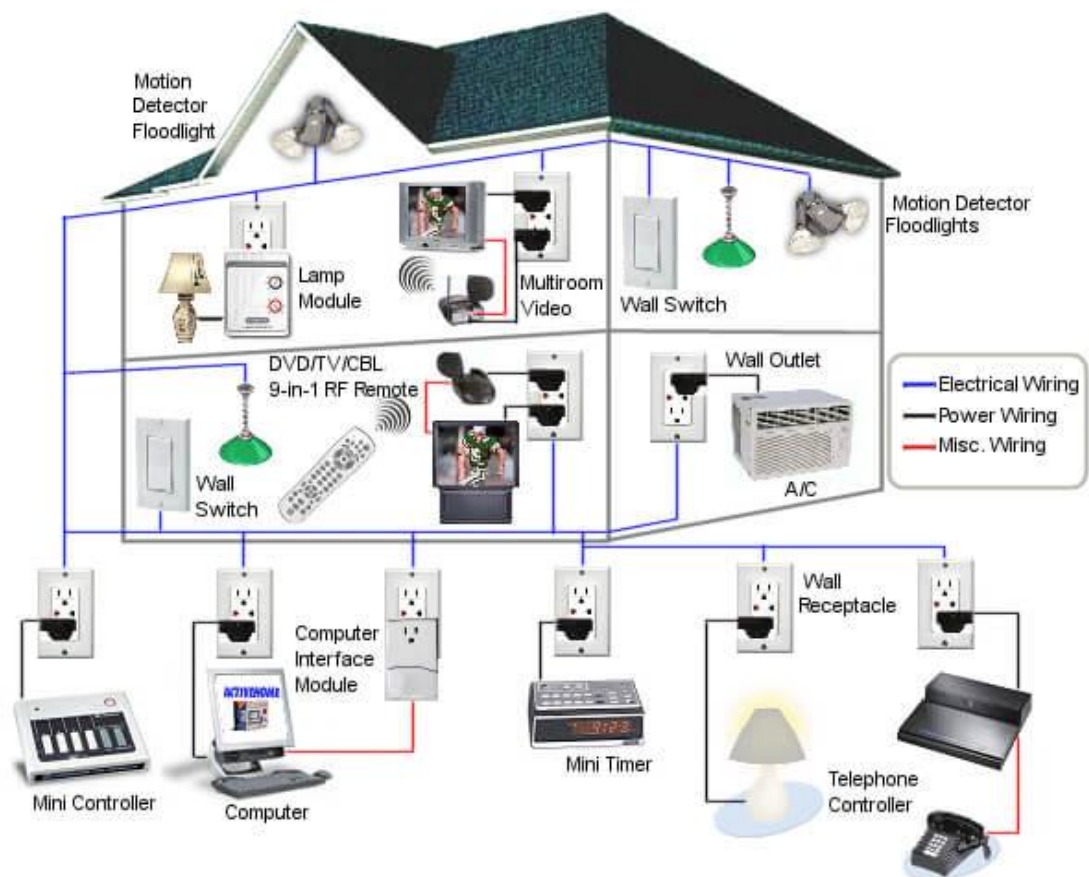 Motion
Detector
Floodlight
Motion Detector
Floodlights
Lamp
Module
Multiroom
Video
Wall Switch
DVD/TV/CBL
9-in-1 RF Remote
Wall Outlet
Electrical Wiring
Power Wiring
Misc. Wiring
Wall
Switch
A/C
Computer
Interface
Module
Wall
Receptacle
ACTIVEHOME
Mini Controller
Computer
Mini Timer
Telephone
Controller